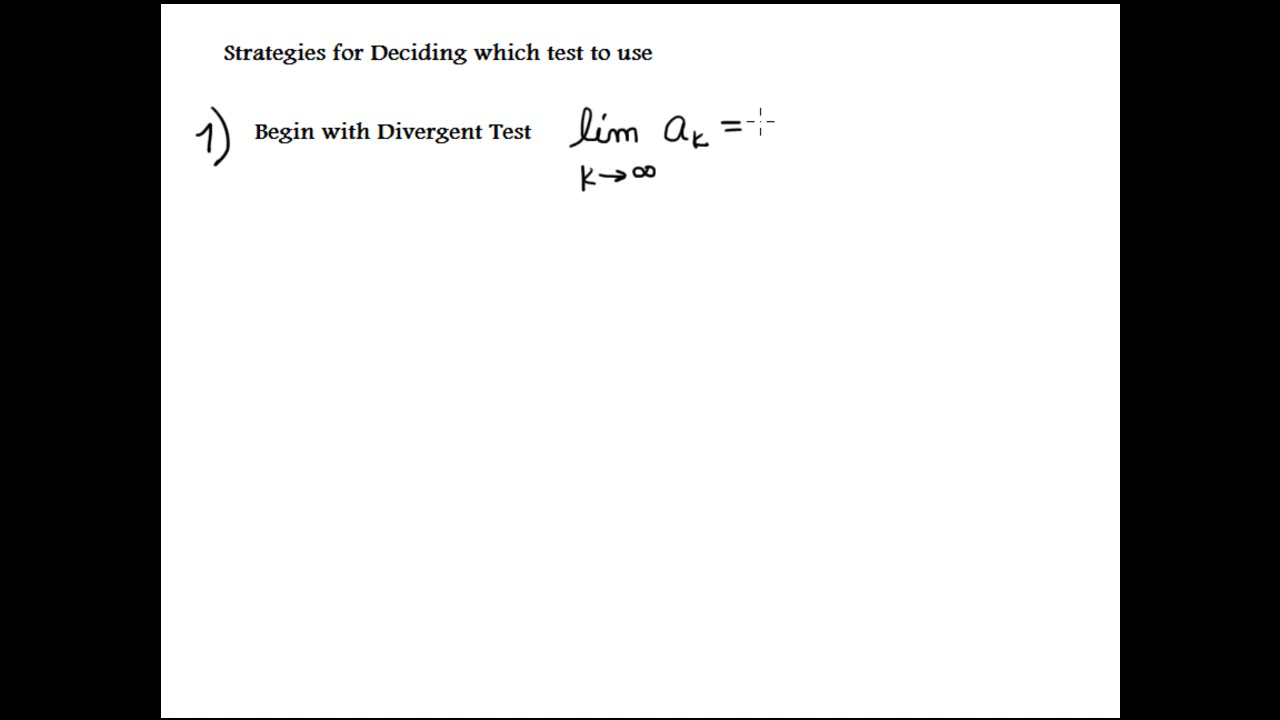 Strategies for Deciding which test to use
1) Begin with Divergent Test lim a_k =
k→∞